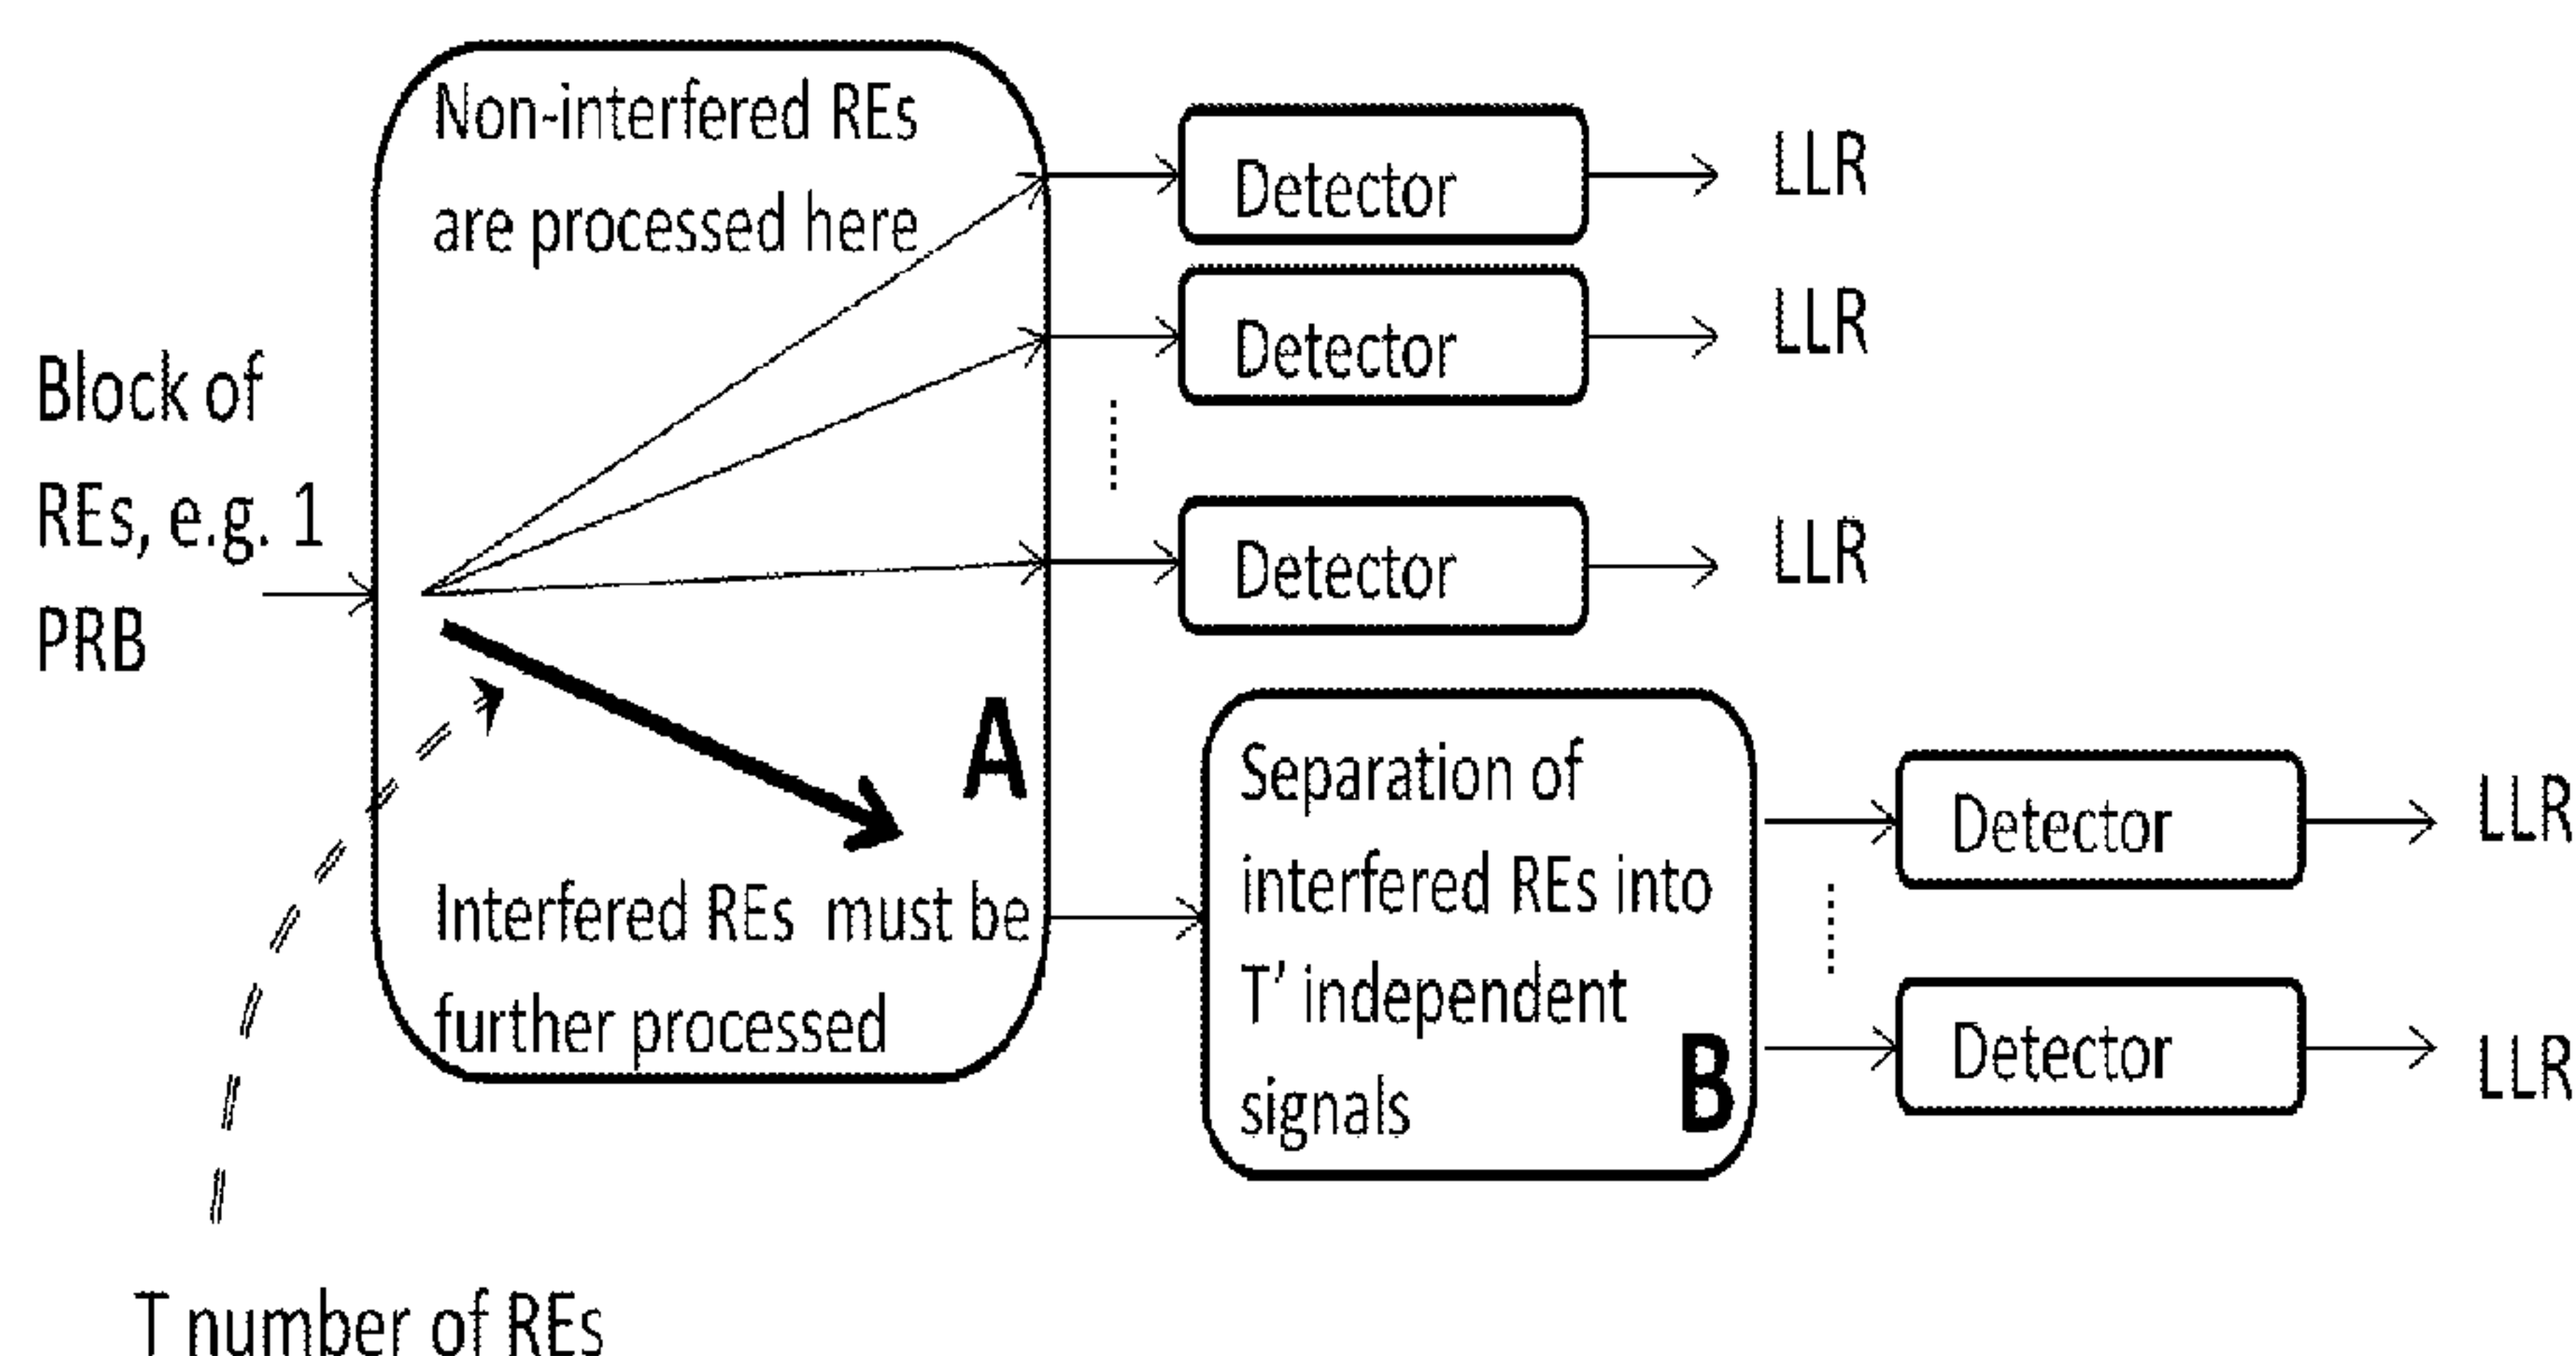 Non-interfered REs
are processed here
Block of
REs, e.g. 1
PRB
A
Interfered REs must be
further processed
T number of REs
Detector
LLR
Detector
LLR
Detector
LLR
Separation of
interfered REs into
T' independent
signals
B
Detector
LLR
Detector
LLR